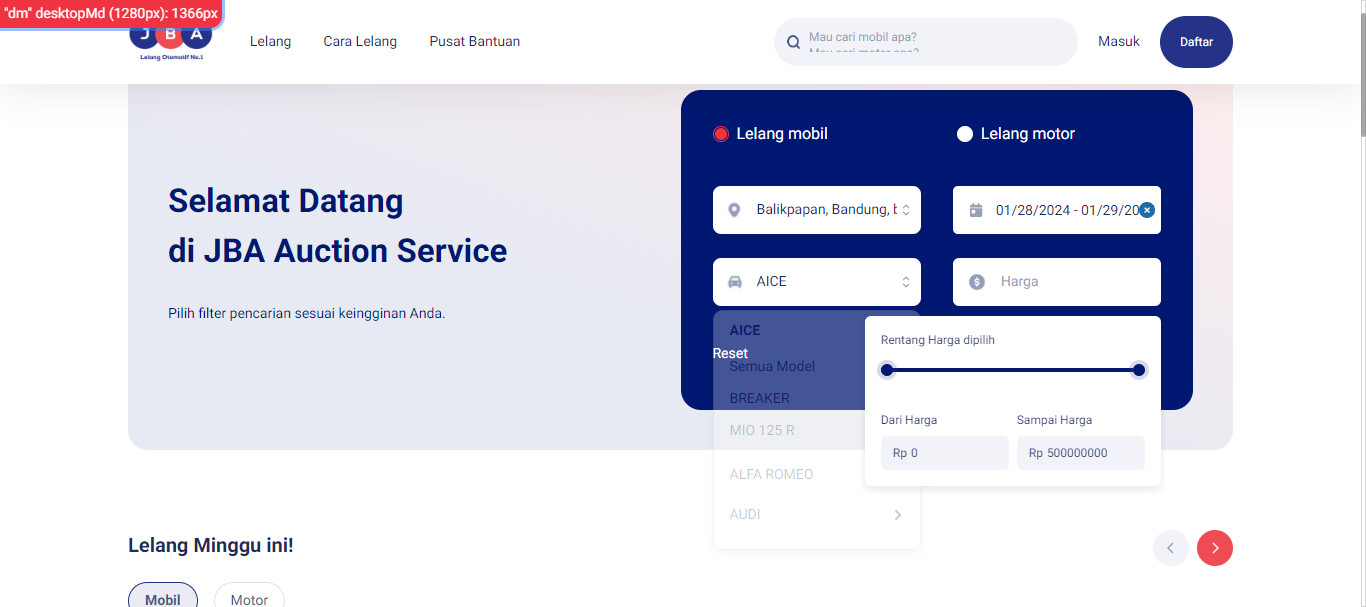 "dm" desktopMd (1280px): 1366px
JBA
Lelang Otomotif No.1
Lelang
Cara Lelang
Pusat Bantuan
Mau cari mobil apa?
Mau cari motor apa?
Masuk
Daftar
Lelang mobil
Lelang motor
Selamat Datang
di JBA Auction Service
Pilih filter pencarian sesuai keingginan Anda.
Balikpapan, Bandung, b
01/28/2024 - 01/29/20
AICE
Harga
AICE
Reset
Semua Model
BREAKER
MIO 125 R
ALFA ROMEO
AUDI
Rentang Harga dipilih
Dari Harga
Sampai Harga
Rp 0
Rp 500000000
Lelang Minggu ini!
Mobil
Motor